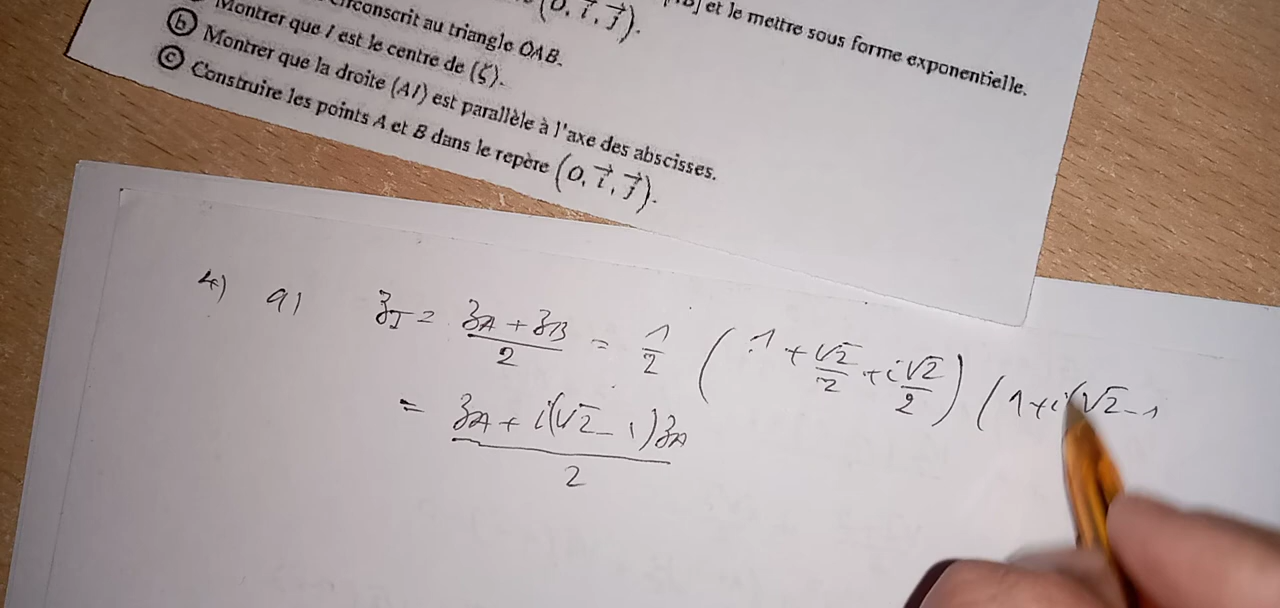 B] et le mettre sous forme exponentielle.
(O, i⃗, j⃗).
circonscrit au triangle OAB.
Montrer que I est le centre de (ζ).
ⓑ Montrer que la droite (AI) est parallèle à l'axe des abscisses.
ⓒ Construire les points A et B dans le repère (O, i⃗, j⃗).
4) a) z_I = (z_A + z_B)/2 = 1/2 (1 + √2/2 + i√2/2) (1+i(√2-1
= (z_A + i(√2-1)z_A)/2